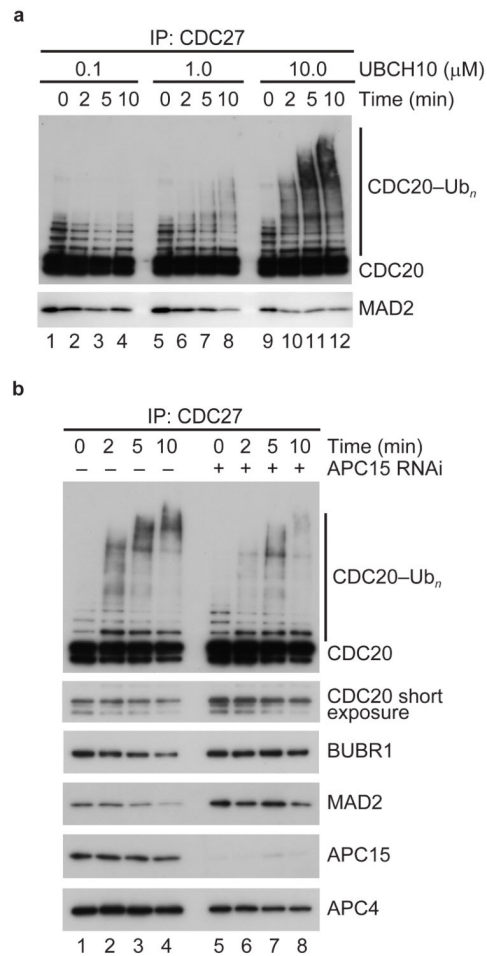 a
IP: CDC27
0.1 1.0 10.0 UBCH10 (μM)
0 2 5 10 0 2 5 10 0 2 5 10 Time (min)
CDC20–Ubn
CDC20
MAD2
1 2 3 4 5 6 7 8 9 10 11 12
b
IP: CDC27
0 2 5 10 0 2 5 10 Time (min)
– – – – + + + + APC15 RNAi
CDC20–Ubn
CDC20
CDC20 short
exposure
BUBR1
MAD2
APC15
APC4
1 2 3 4 5 6 7 8